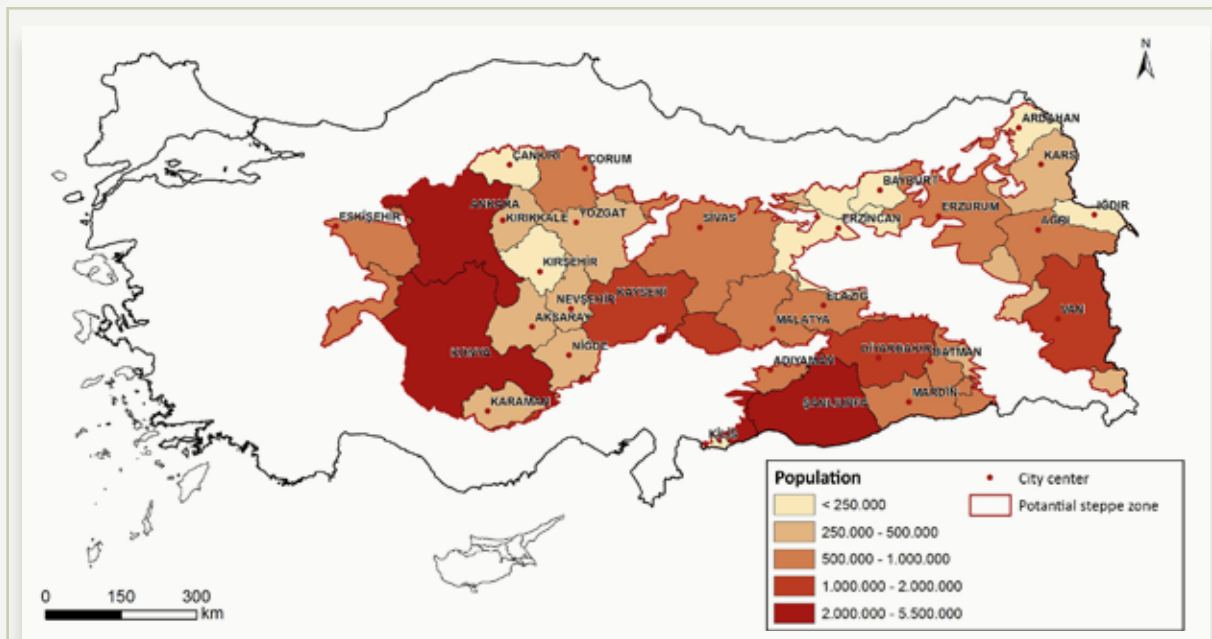 N
ARDAHAN
ÇANKIRI
ÇORUM
KARS
BAYBURT
ANKARA
ESKİŞEHİR
KIRIKKALE
YOZGAT
SİVAS
ERZİNCAN
ERZURUM
IĞDIR
AĞRI
KIRŞEHİR
NEVŞEHİR
KAYSERİ
ELAZIĞ
AKSARAY
MALATYA
VAN
KONYA
NİĞDE
DİYARBAKIR
BATMAN
ADIYAMAN
KARAMAN
ŞANLIURFA
MARDİN
KİLİS
Population
< 250.000
250.000 - 500.000
500.000 - 1.000.000
1.000.000 - 2.000.000
2.000.000 - 5.500.000
City center
Potential steppe zone
0 150 300
km